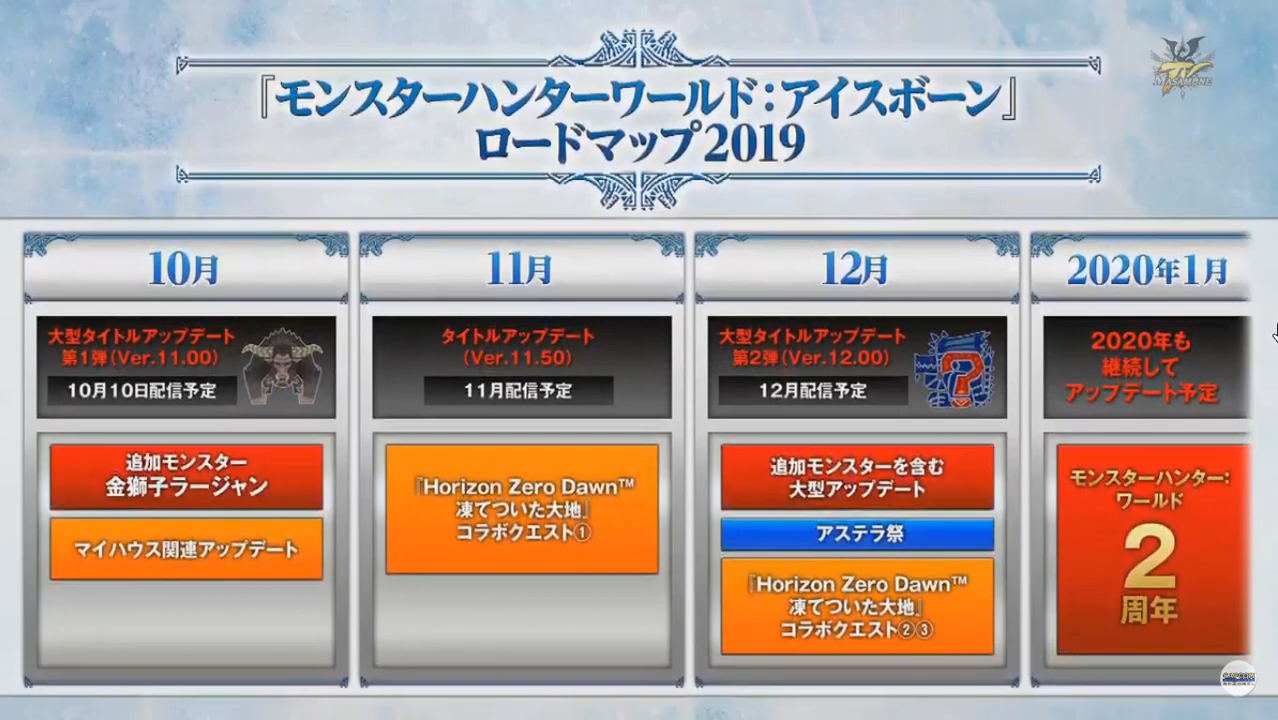 『モンスターハンターワールド：アイスボーン』
ロードマップ2019
10月
大型タイトルアップデート
第1弾(Ver.11.00)
10月10日配信予定
追加モンスター
金獅子ラージャン
マイハウス関連アップデート
11月
タイトルアップデート
(Ver.11.50)
11月配信予定
『Horizon Zero Dawn™
凍てついた大地』
コラボクエスト①
12月
大型タイトルアップデート
第2弾(Ver.12.00)
12月配信予定
?
追加モンスターを含む
大型アップデート
アステラ祭
『Horizon Zero Dawn™
凍てついた大地』
コラボクエスト②③
2020年1月
2020年も
継続して
アップデート予定
モンスターハンター:
ワールド
2
周年
CAPCOM